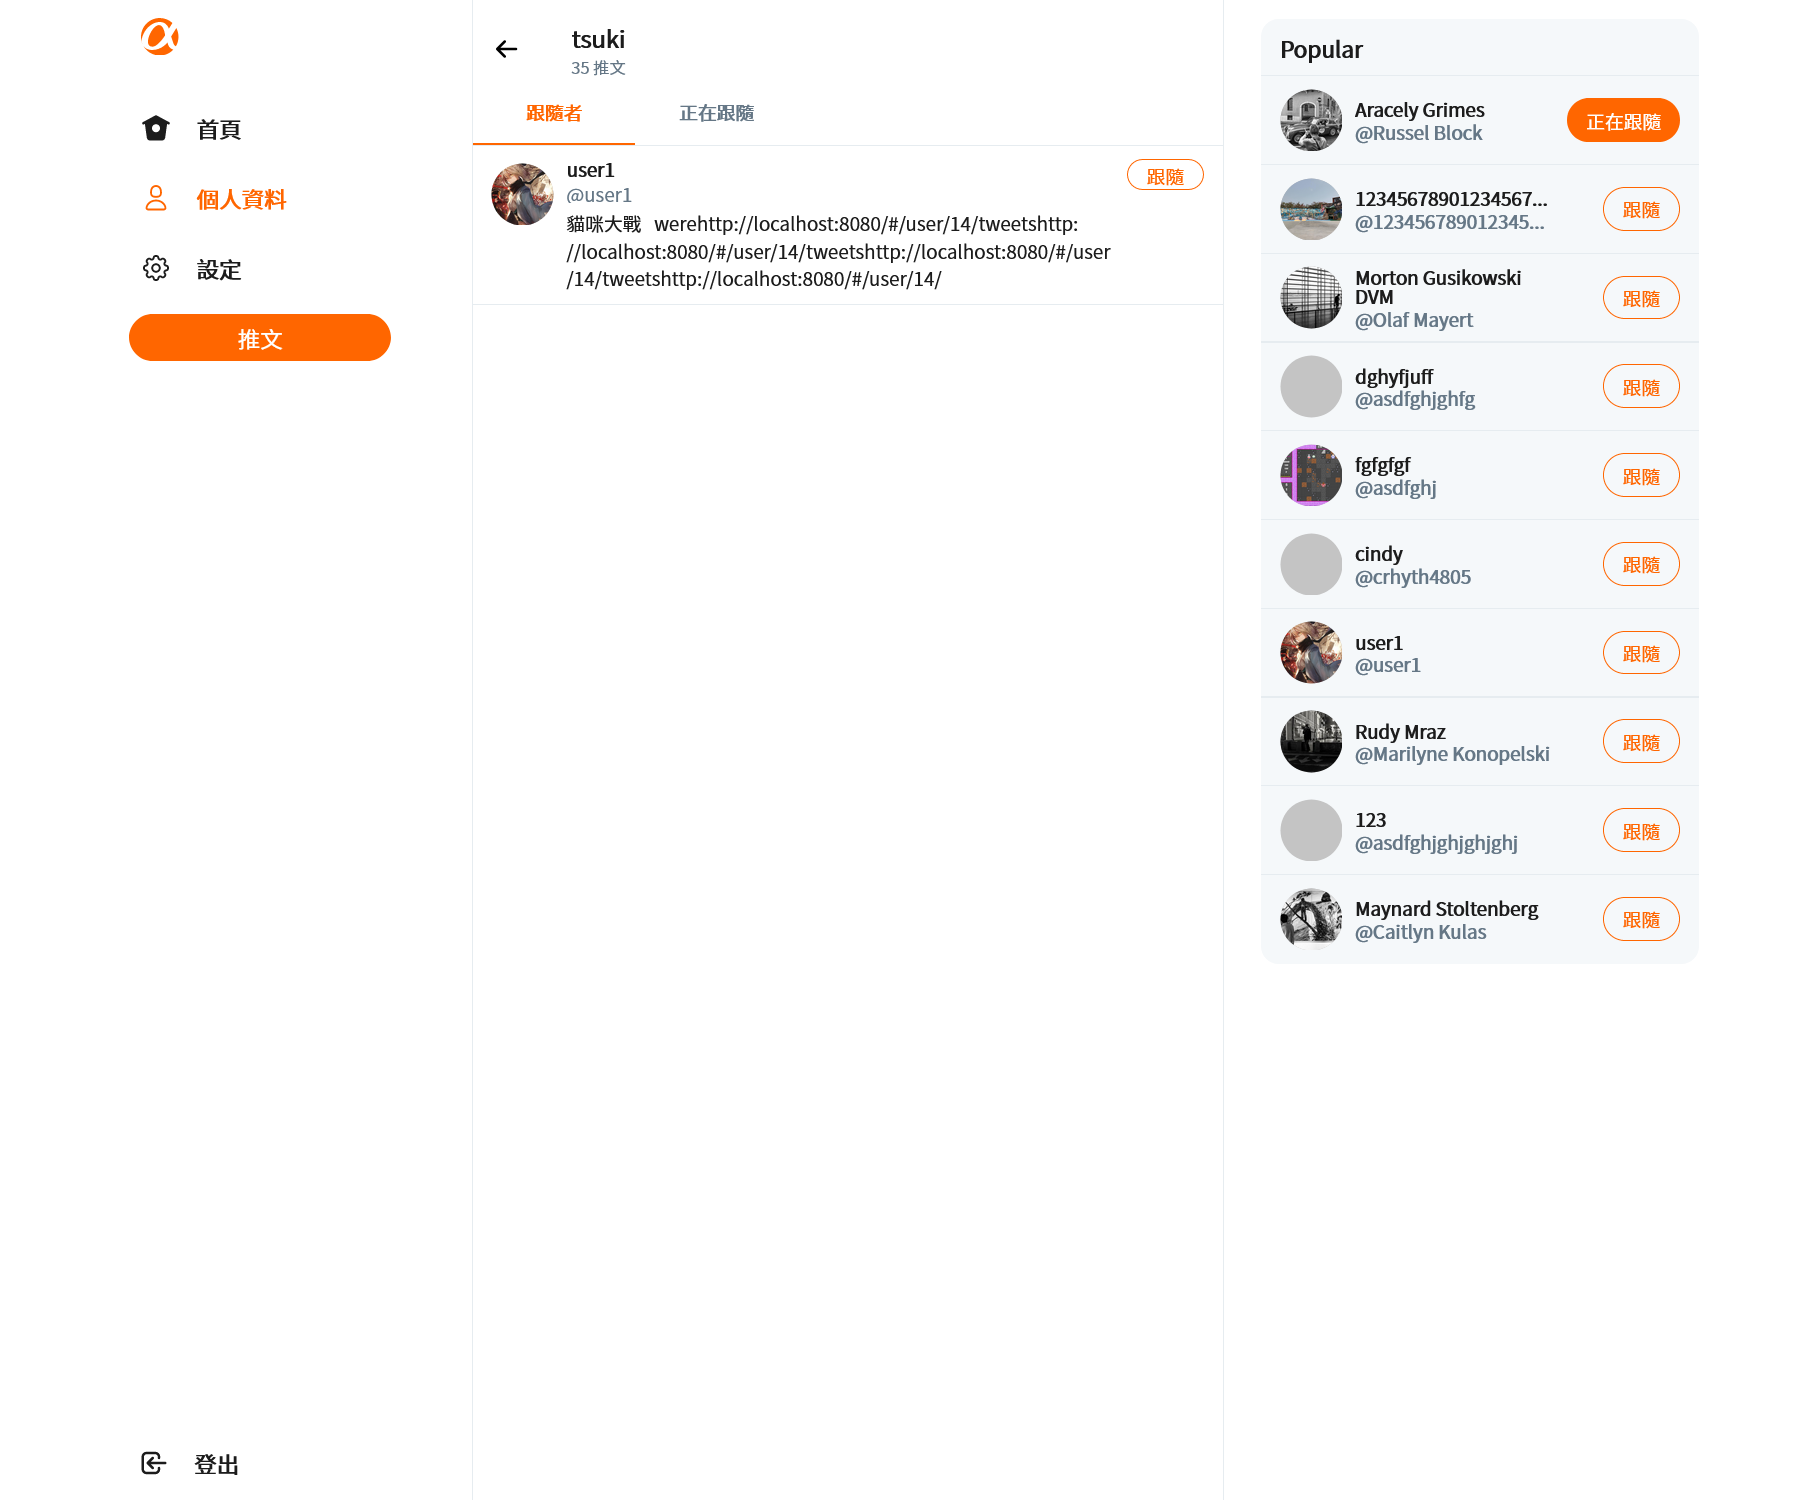 首頁
個人資料
設定
推文
登出
tsuki
35 推文
跟隨者
正在跟隨
user1
@user1
跟隨
貓咪大戰 werehttp://localhost:8080/#/user/14/tweetshttp:
//localhost:8080/#/user/14/tweetshttp://localhost:8080/#/user
/14/tweetshttp://localhost:8080/#/user/14/
Popular
Aracely Grimes
@Russel Block
正在跟隨
12345678901234567...
@123456789012345...
跟隨
Morton Gusikowski
DVM
@Olaf Mayert
跟隨
dghyfjuff
@asdfghjghfg
跟隨
fgfgfgf
@asdfghj
跟隨
cindy
@crhyth4805
跟隨
user1
@user1
跟隨
Rudy Mraz
@Marilyne Konopelski
跟隨
123
@asdfghjghjghjghj
跟隨
Maynard Stoltenberg
@Caitlyn Kulas
跟隨